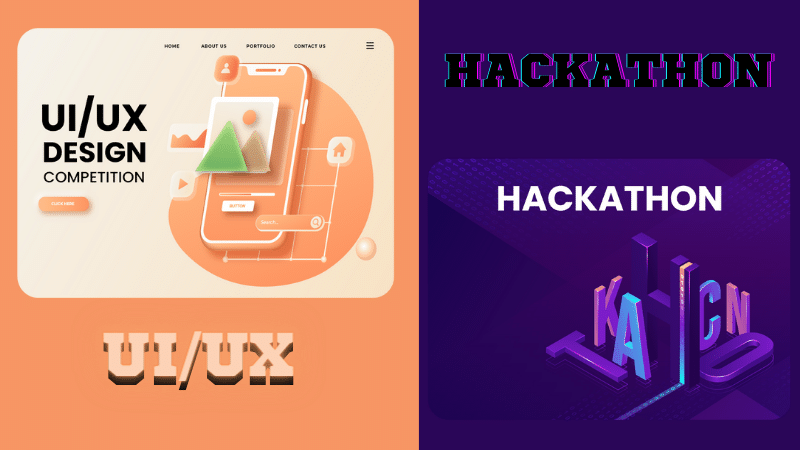 HOME ABOUT US PORTFOLIO CONTACT US
UI/UX
DESIGN
COMPETITION
CLICK HERE
BUTTON
Search...
UI/UX
HACKATHON
HACKATHON